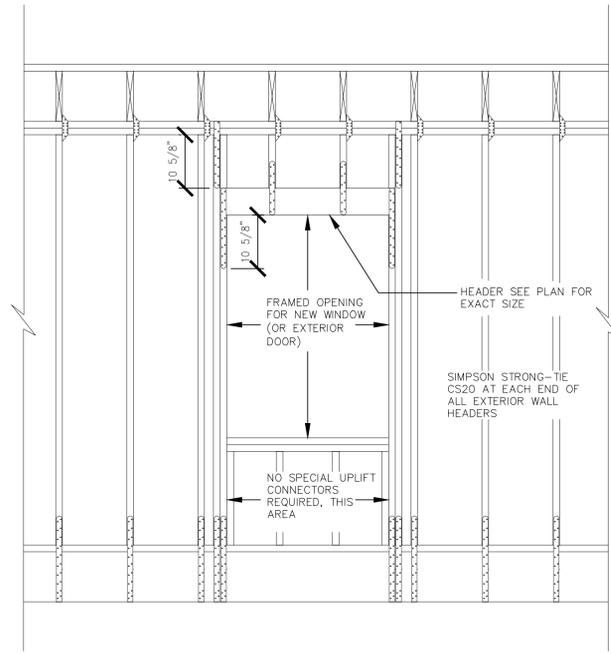 10 5/8"
10 5/8"
HEADER SEE PLAN FOR
EXACT SIZE
FRAMED OPENING
FOR NEW WINDOW
(OR EXTERIOR
DOOR)
SIMPSON STRONG-TIE
CS20 AT EACH END OF
ALL EXTERIOR WALL
HEADERS
NO SPECIAL UPLIFT
CONNECTORS
REQUIRED, THIS
AREA